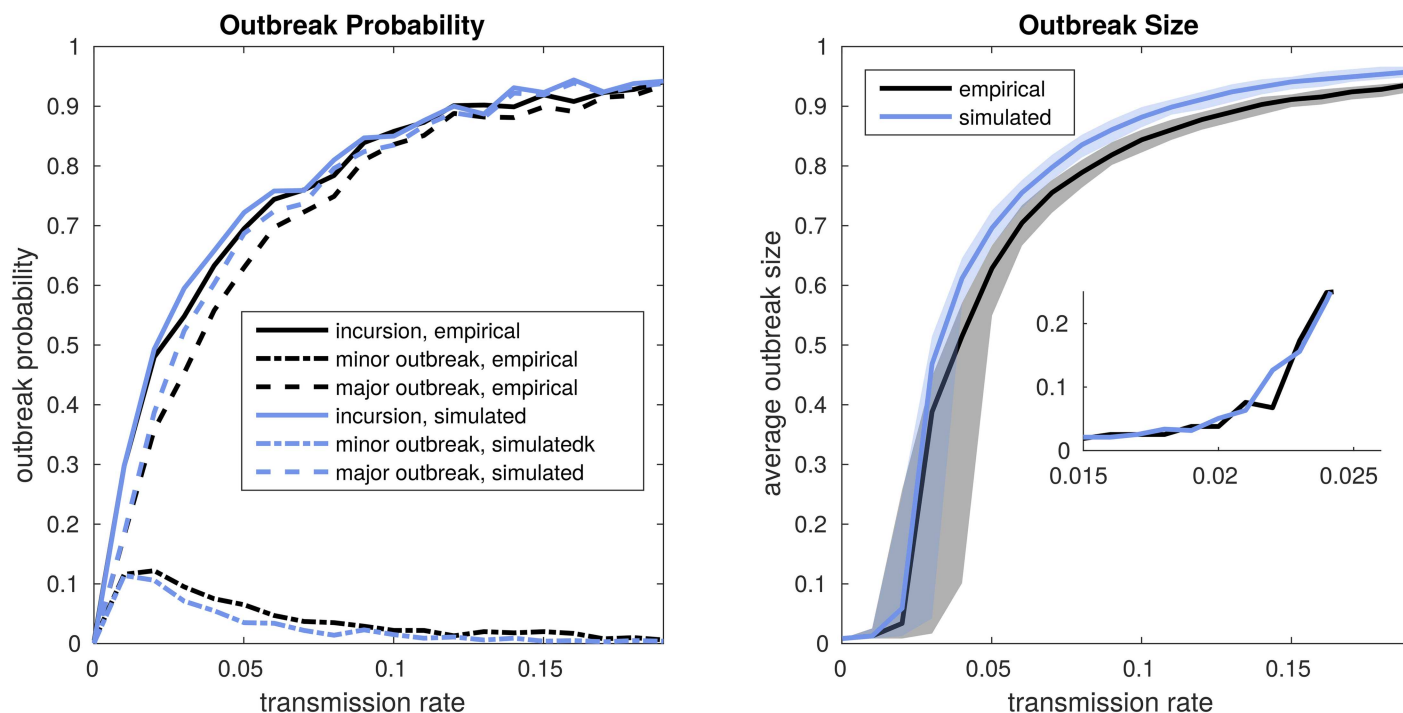 Outbreak Probability
1
0.9
0.8
0.7
0.6
0.5
0.4
0.3
0.2
0.1
0
outbreak probability
incursion, empirical
minor outbreak, empirical
major outbreak, empirical
incursion, simulated
minor outbreak, simulatedk
major outbreak, simulated
0
0.05
0.1
0.15
transmission rate
Outbreak Size
1
0.9
0.8
0.7
0.6
0.5
0.4
0.3
0.2
0.1
0
average outbreak size
empirical
simulated
0.2
0.1
0
0.015
0.02
0.025
0
0.05
0.1
0.15
transmission rate